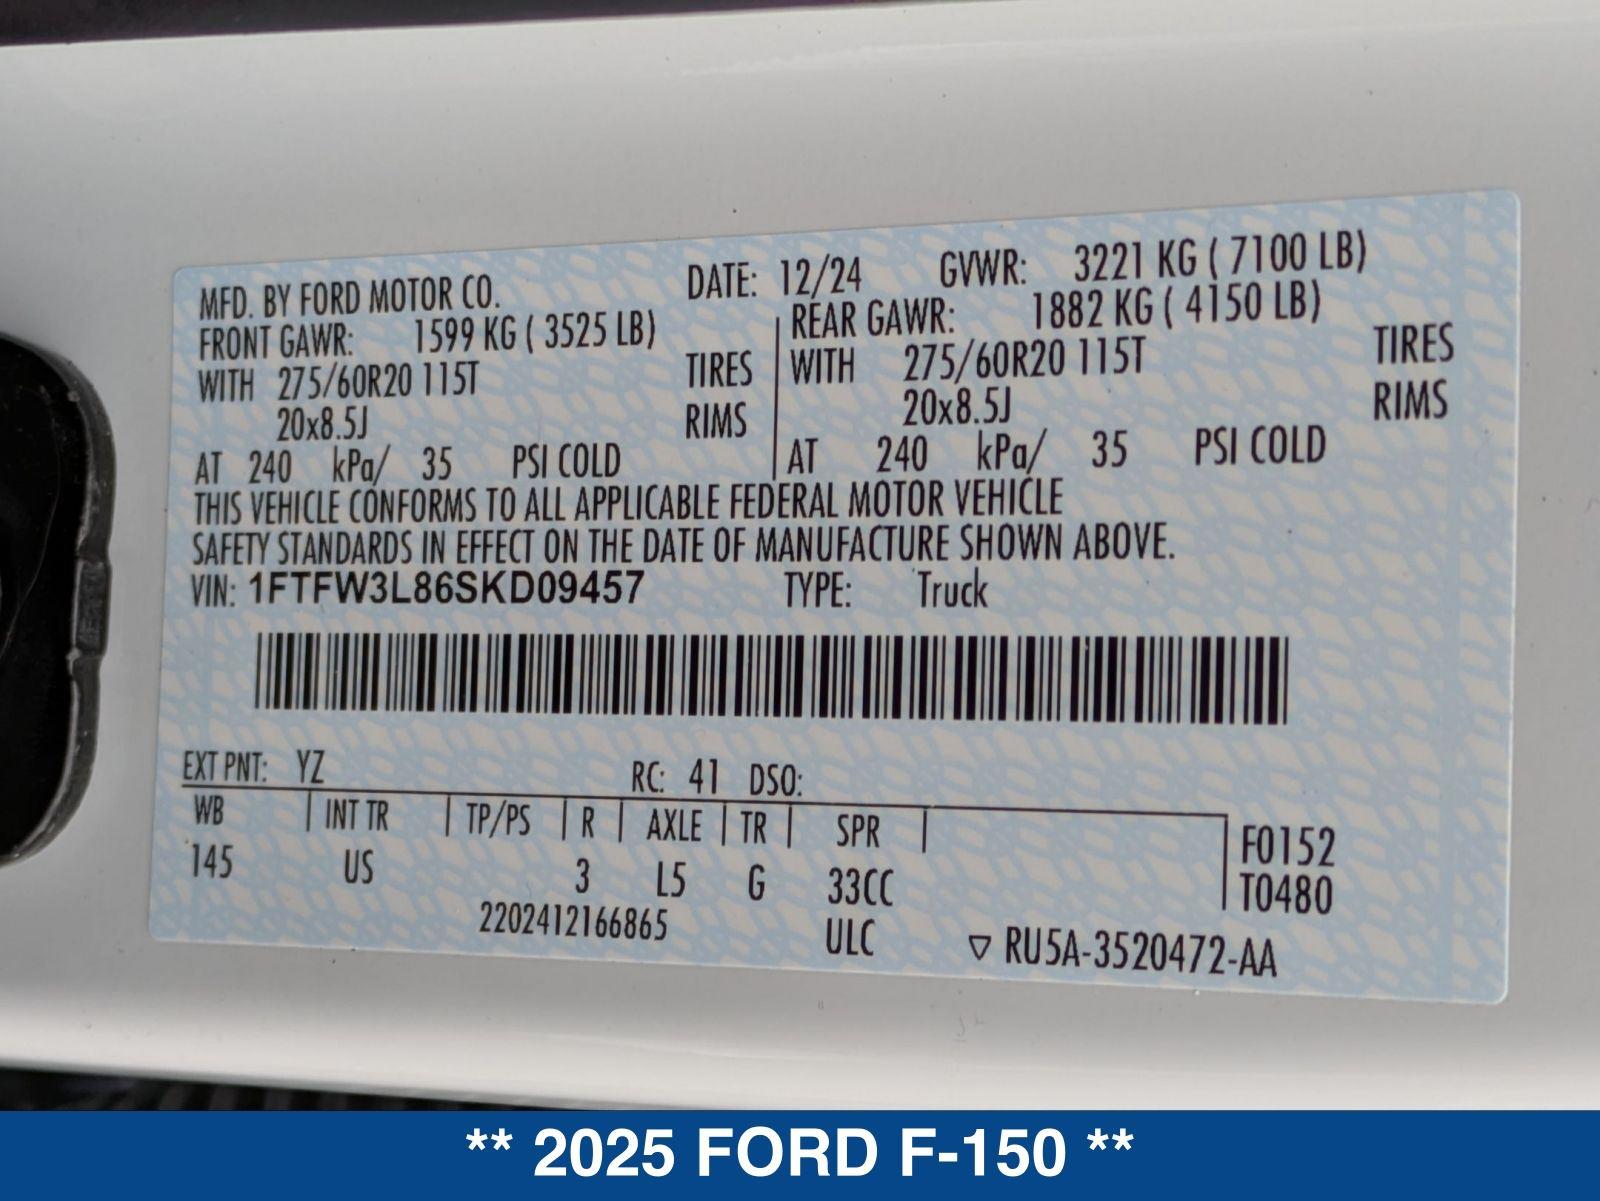 MFD. BY FORD MOTOR CO. DATE: 12/24 GVWR: 3221 KG ( 7100 LB)
FRONT GAWR: 1599 KG ( 3525 LB) REAR GAWR: 1882 KG ( 4150 LB)
WITH 275/60R20 115T TIRES WITH 275/60R20 115T TIRES
20x8.5J RIMS 20x8.5J RIMS
AT 240 kPa/ 35 PSI COLD AT 240 kPa/ 35 PSI COLD
THIS VEHICLE CONFORMS TO ALL APPLICABLE FEDERAL MOTOR VEHICLE
SAFETY STANDARDS IN EFFECT ON THE DATE OF MANUFACTURE SHOWN ABOVE.
VIN: 1FTFW3L86SKD09457 TYPE: Truck
EXT PNT: YZ RC: 41 DSO:
WB INT TR TP/PS R AXLE TR SPR F0152
145 US 3 L5 G 33CC T0480
2202412166865 ULC ▽ RU5A-3520472-AA
** 2025 FORD F-150 **